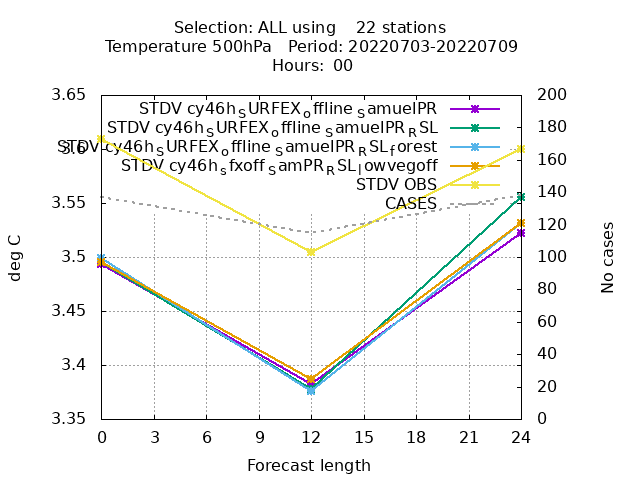 Selection: ALL using 22 stations
Temperature 500hPa Period: 20220703-20220709
Hours: 00
3.65
3.6
3.55
3.5
3.45
3.4
3.35
deg C
STDV cy46h_SURFEX_offline_SamuelPR
STDV cy46h_SURFEX_offline_SamuelPR_RSL
STDV cy46h_SURFEX_offline_SamuelPR_RSL_forest
STDV cy46h_sfxoff_SamPR_RSL_lowvegoff
STDV OBS
CASES
200
180
160
140
120
100
80
60
40
20
0
No cases
0 3 6 9 12 15 18 21 24
Forecast length